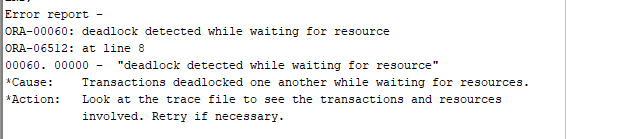 Error report -
ORA-00060: deadlock detected while waiting for resource
ORA-06512: at line 8
00060. 00000 -  "deadlock detected while waiting for resource"
*Cause:    Transactions deadlocked one another while waiting for resources.
*Action:   Look at the trace file to see the transactions and resources
           involved. Retry if necessary.